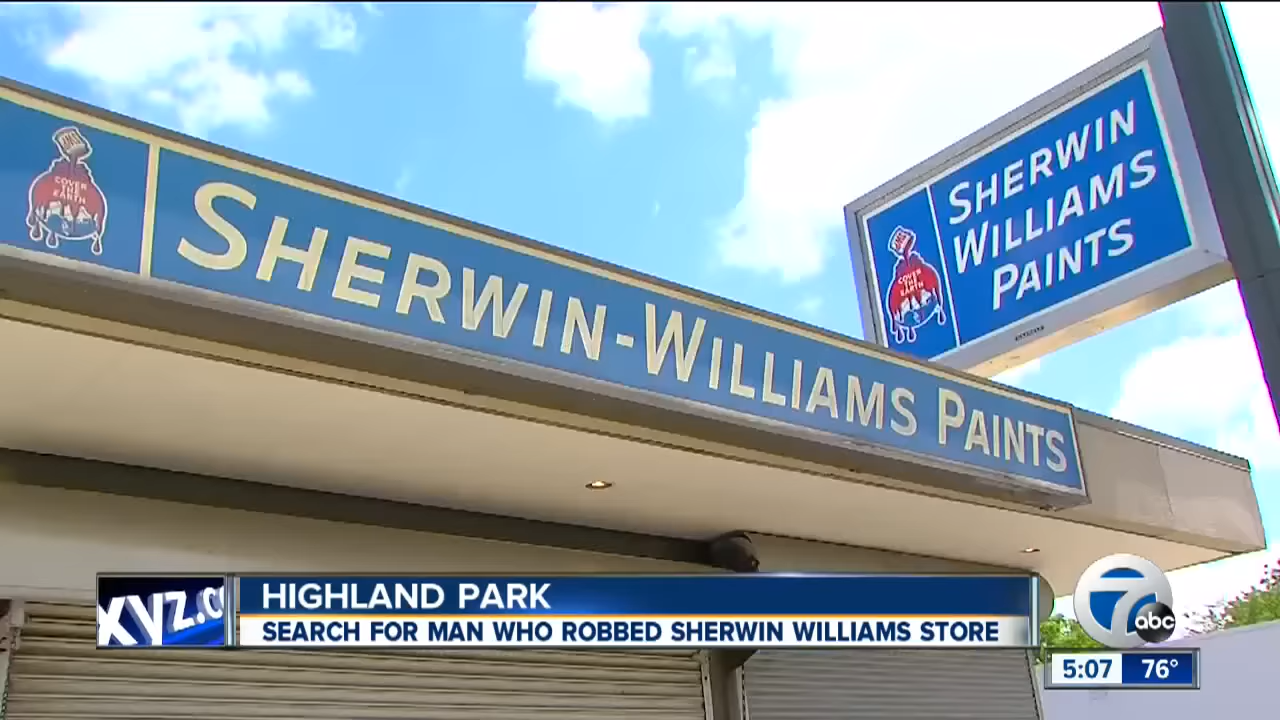 COVER THE EARTH
SHERWIN-WILLIAMS PAINTS
COVER THE EARTH
SHERWIN
WILLIAMS
PAINTS
XYZ.c
HIGHLAND PARK
SEARCH FOR MAN WHO ROBBED SHERWIN WILLIAMS STORE
7
abc
5:07 76°